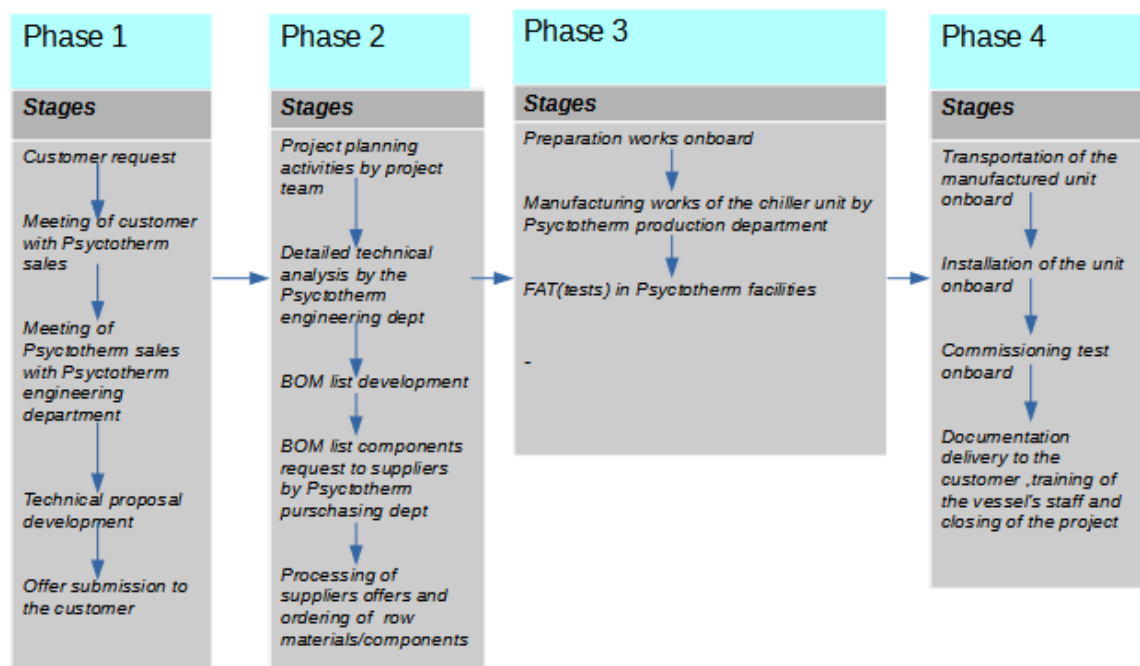 Phase 1
Stages
Customer request
Meeting of customer
with Psyctotherm
sales
Meeting of
Psyctotherm sales
with Psyctotherm
engineering
department
Technical proposal
development
Offer submission to
the customer
Phase 2
Stages
Project planning
activities by project
team
Detailed technical
analysis by the
Psyctotherm
engineering dept
BOM list development
BOM list components
request to suppliers
by Psyctotherm
purschasing dept
Processing of
suppliers offers and
ordering of row
materials/components
Phase 3
Stages
Preparation works onboard
Manufacturing works of the chiller unit by
Psyctotherm production department
FAT(tests) in Psyctotherm facilities
-
Phase 4
Stages
Transportation of the
manufactured unit
onboard
Installation of the unit
onboard
Commissioning test
onboard
Documentation
delivery to the
customer ,training of
the vessel's staff and
closing of the project